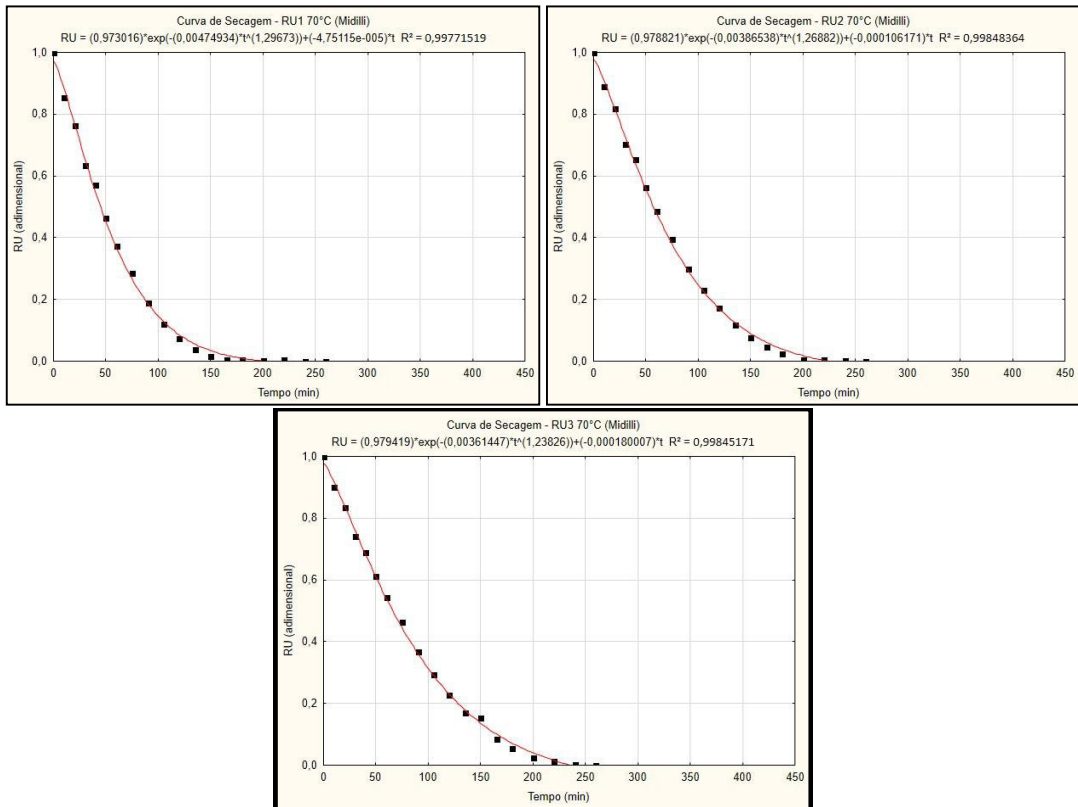 Curva de Secagem - RU1 70°C (Midilli)
RU = (0,973016)*exp(-(0,00474934)*t^(1,29673))+(-4,75115e-005)*t R² = 0,99771519
1,0
0,8
0,6
0,4
0,2
0,0
RU (adimensional)
0 50 100 150 200 250 300 350 400 450
Tempo (min)
Curva de Secagem - RU2 70°C (Midilli)
RU = (0,978821)*exp(-(0,00386538)*t^(1,26882))+(-0,000106171)*t R² = 0,99848364
1,0
0,8
0,6
0,4
0,2
0,0
RU (adimensional)
0 50 100 150 200 250 300 350 400 450
Tempo (min)
Curva de Secagem - RU3 70°C (Midilli)
RU = (0,979419)*exp(-(0,00361447)*t^(1,23826))+(-0,000180007)*t R² = 0,99845171
1,0
0,8
0,6
0,4
0,2
0,0
RU (adimensional)
0 50 100 150 200 250 300 350 400 450
Tempo (min)